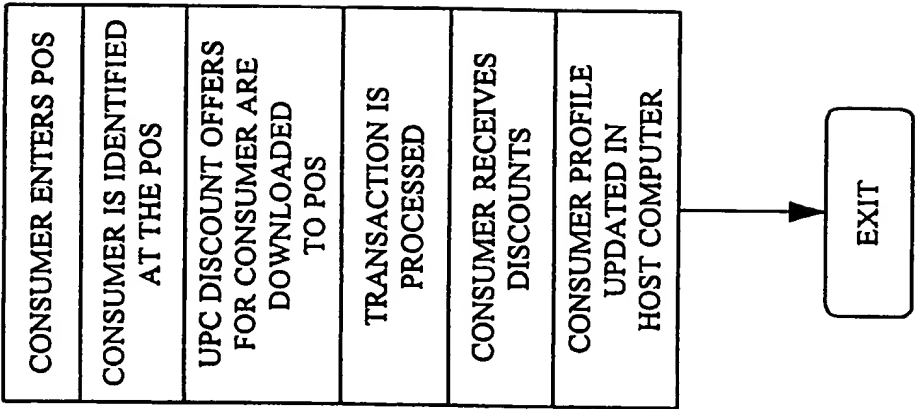 CONSUMER ENTERS POS
CONSUMER IS IDENTIFIED
AT THE POS
UPC DISCOUNT OFFERS
FOR CONSUMER ARE
DOWNLOADED
TO POS
TRANSACTION IS
PROCESSED
CONSUMER RECEIVES
DISCOUNTS
CONSUMER PROFILE
UPDATED IN
HOST COMPUTER
EXIT